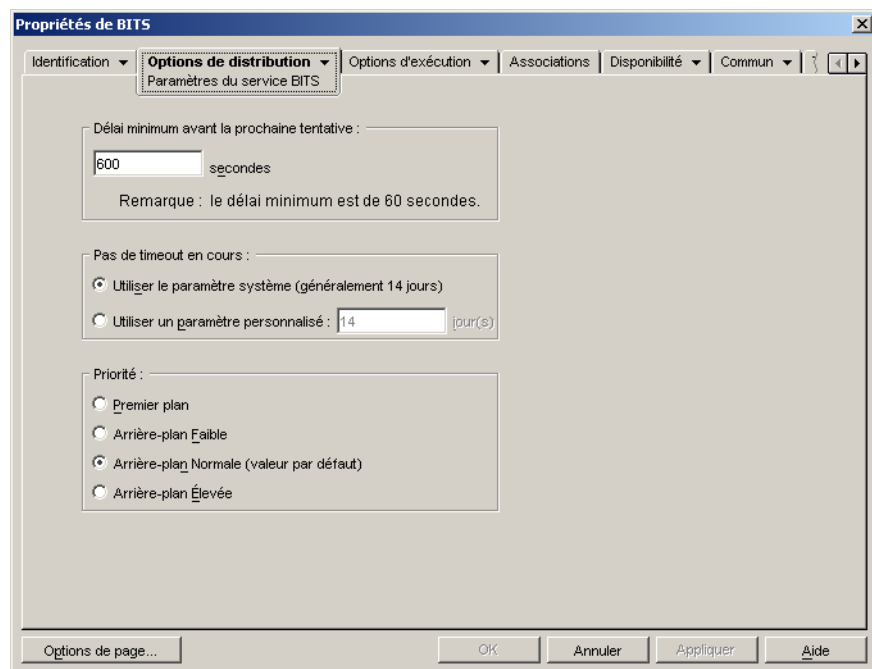 Propriétés de BITS
Identification
Options de distribution
Options d'exécution
Associations
Disponibilité
Commun
Paramètres du service BITS
Délai minimum avant la prochaine tentative :
600
secondes
Remarque : le délai minimum est de 60 secondes.
Pas de timeout en cours :
Utiliser le paramètre système (généralement 14 jours)
Utiliser un paramètre personnalisé :
14
jour(s)
Priorité :
Premier plan
Arrière-plan Faible
Arrière-plan Normale (valeur par défaut)
Arrière-plan Élevée
Options de page...
OK
Annuler
Appliquer
Aide